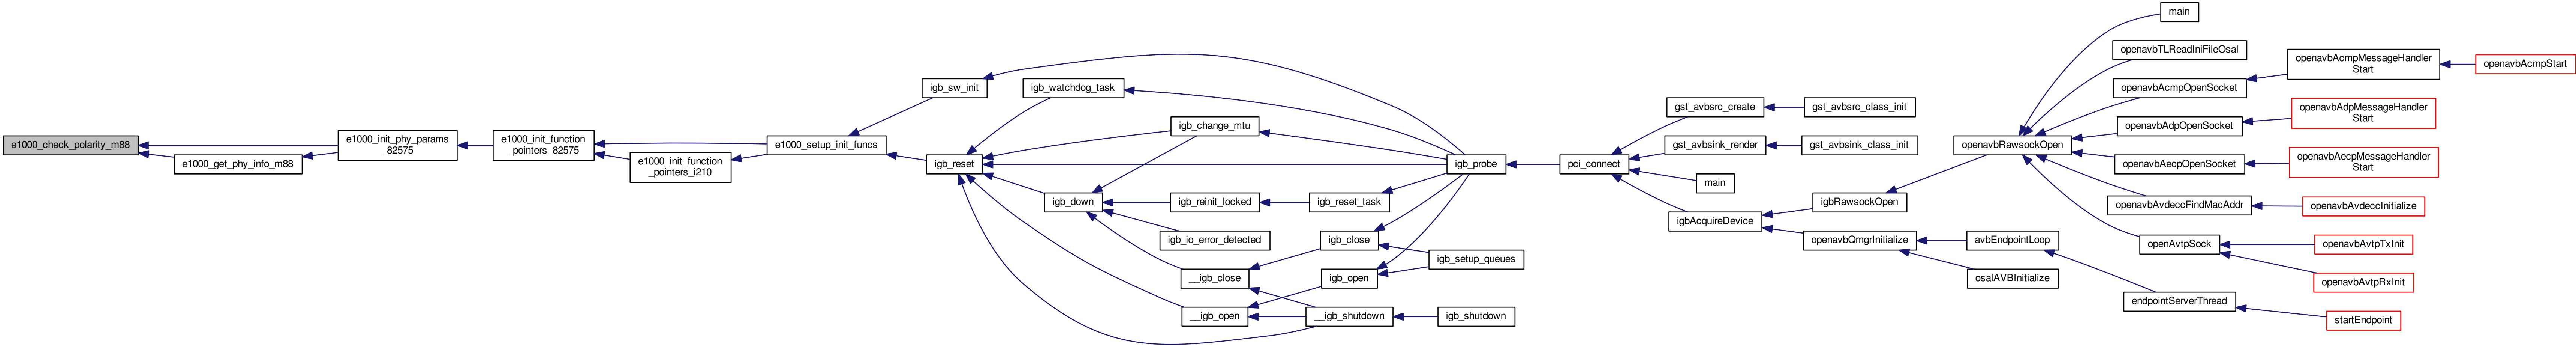 e1000_check_polarity_m88
e1000_get_phy_info_m88
e1000_init_phy_params
_82575
e1000_init_function
_pointers_82575
e1000_init_function
_pointers_i210
e1000_setup_init_funcs
igb_sw_init
igb_reset
igb_watchdog_task
igb_change_mtu
igb_down
igb_reinit_locked
igb_io_error_detected
__igb_close
__igb_open
igb_reset_task
igb_close
igb_open
__igb_shutdown
igb_probe
igb_setup_queues
igb_shutdown
pci_connect
gst_avbsrc_create
gst_avbsink_render
main
igbAcquireDevice
gst_avbsrc_class_init
gst_avbsink_class_init
igbRawsockOpen
openavbQmgrInitialize
openavbRawsockOpen
avbEndpointLoop
osalAVBInitialize
main
openavbTLReadIniFileOsal
openavbAcmpOpenSocket
openavbAdpOpenSocket
openavbAecpOpenSocket
openavbAvdeccFindMacAddr
openAvtpSock
endpointServerThread
openavbAcmpMessageHandler
Start
openavbAdpMessageHandler
Start
openavbAecpMessageHandler
Start
openavbAvdeccInitialize
openavbAvtpTxInit
openavbAvtpRxInit
startEndpoint
openavbAcmpStart